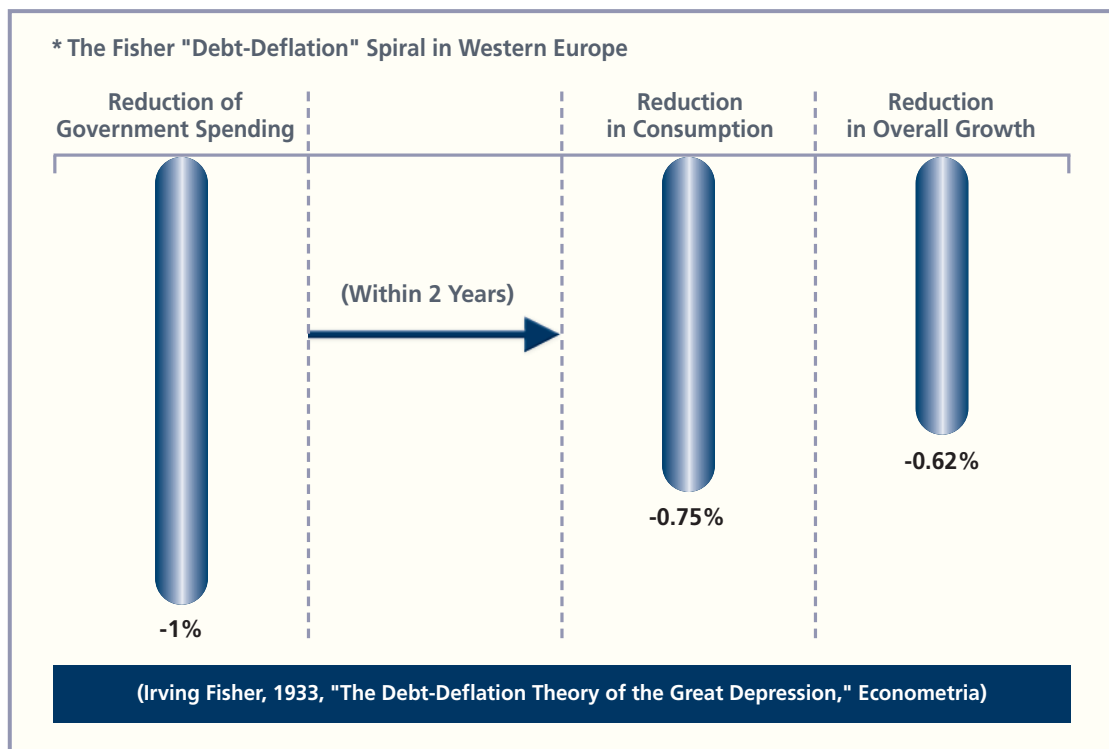 * The Fisher "Debt-Deflation" Spiral in Western Europe
Reduction of
Government Spending
Reduction
in Consumption
Reduction
in Overall Growth
(Within 2 Years)
-0.62%
-0.75%
-1%
(Irving Fisher, 1933, "The Debt-Deflation Theory of the Great Depression," Econometria)